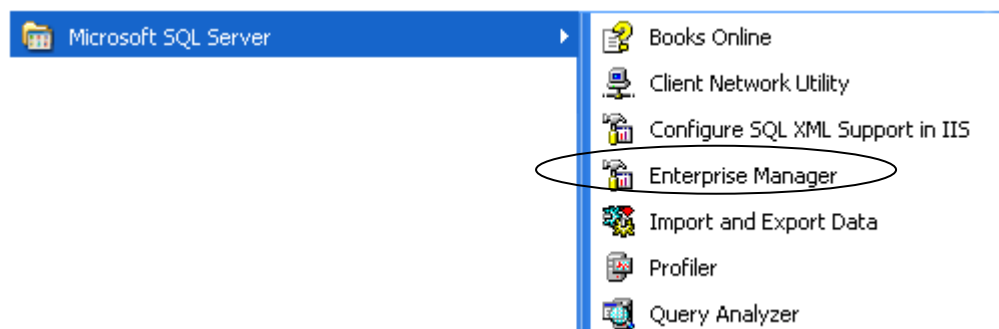 Microsoft SQL Server
Books Online
Client Network Utility
Configure SQL XML Support in IIS
Enterprise Manager
Import and Export Data
Profiler
Query Analyzer